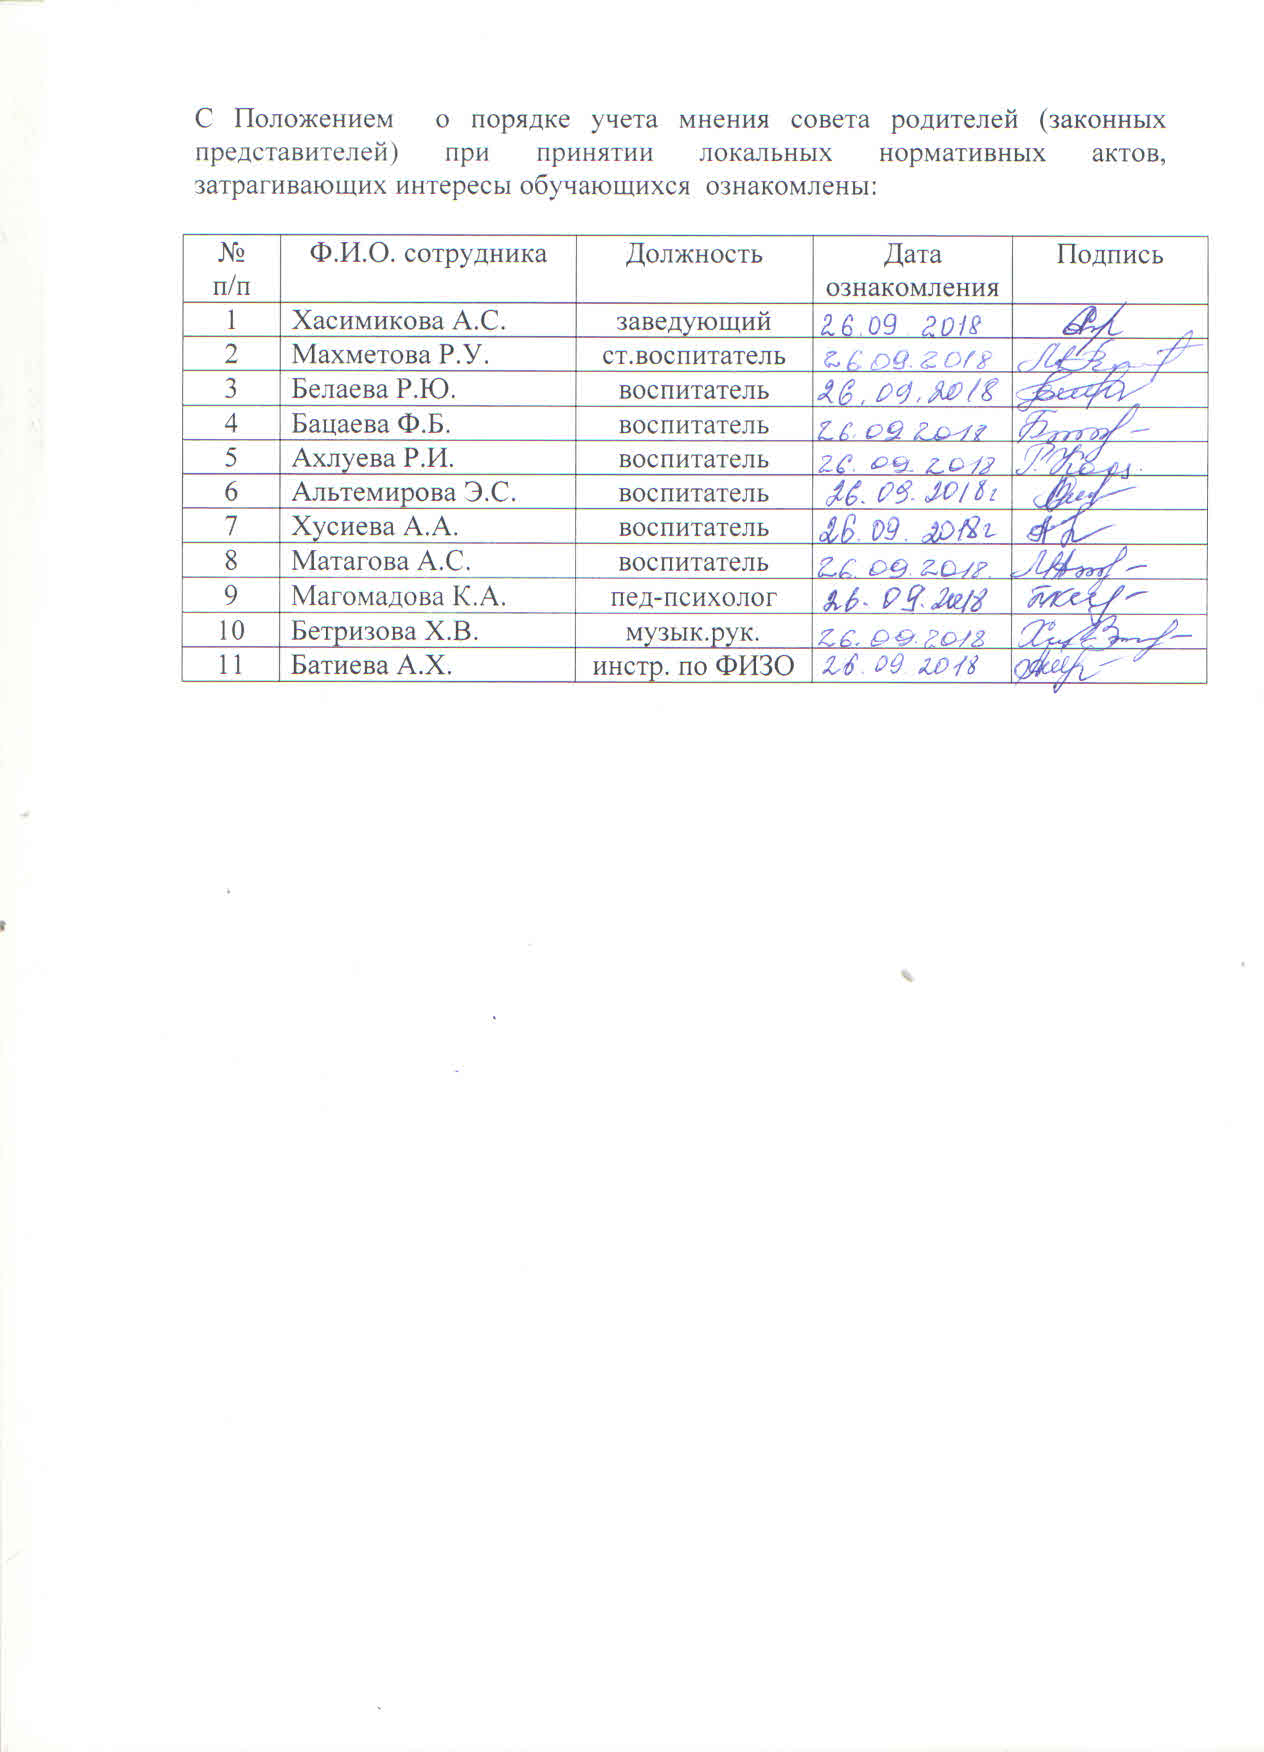 С Положением о порядке учета мнения совета родителей (законных
представителей) при принятии локальных нормативных актов,
затрагивающих интересы обучающихся ознакомлены:
№ п/п Ф.И.О. сотрудника Должность Дата ознакомления Подпись
1 Хасимикова А.С. заведующий 26.09 2018
2 Махметова Р.У. ст.воспитатель 26.09.2018
3 Белаева Р.Ю. воспитатель 26.09.2018
4 Бацаева Ф.Б. воспитатель 26.09.2018
5 Ахлуева Р.И. воспитатель 26.09.2018
6 Альтемирова Э.С. воспитатель 26.09.2018г
7 Хусиева А.А. воспитатель 26.09.2018г
8 Матагова А.С. воспитатель 26.09.2018.
9 Магомадова К.А. пед-психолог 26.09.2018
10 Бетризова Х.В. музык.рук. 26.09.2018
11 Батиева А.Х. инстр. по ФИЗО 26.09 2018